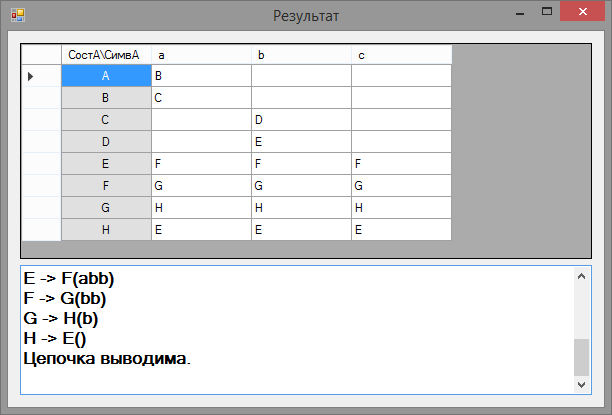 Результат
СостА\СимвА a b c
A B
B C
C D
D E
E F F F
F G G G
G H H H
H E E E
E -> F(abb)
F -> G(bb)
G -> H(b)
H -> E()
Цепочка выводима.